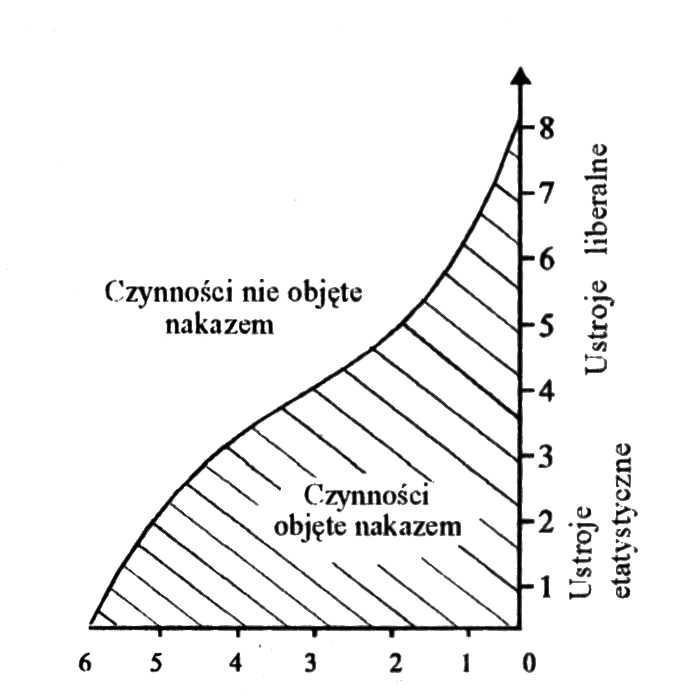 8
7
Ustroje liberalne
6
Czynności nie objęte
nakazem
5
4
3
Czynności
objęte nakazem
2
Ustroje
etatystyczne
1
6 5 4 3 2 1 0